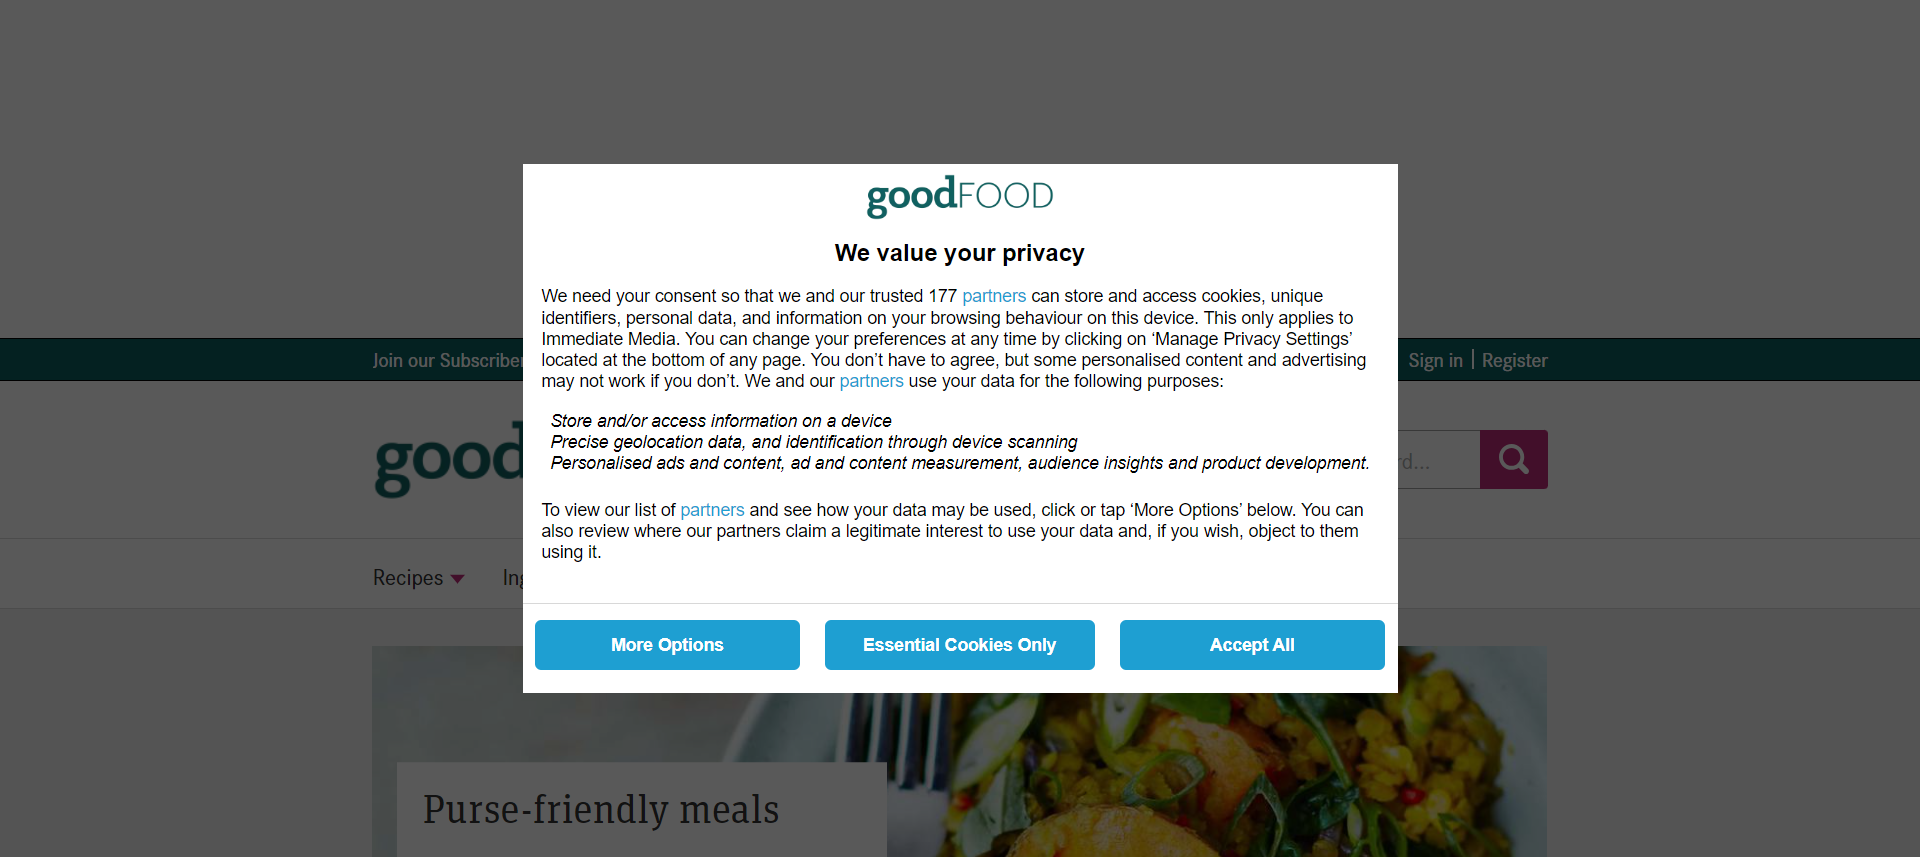 goodFOOD
We value your privacy
We need your consent so that we and our trusted 177 partners can store and access cookies, unique
identifiers, personal data, and information on your browsing behaviour on this device. This only applies to
Immediate Media. You can change your preferences at any time by clicking on ‘Manage Privacy Settings’
located at the bottom of any page. You don’t have to agree, but some personalised content and advertising
may not work if you don’t. We and our partners use your data for the following purposes:
Store and/or access information on a device
Precise geolocation data, and identification through device scanning
Personalised ads and content, ad and content measurement, audience insights and product development.
To view our list of partners and see how your data may be used, click or tap ‘More Options’ below. You can
also review where our partners claim a legitimate interest to use your data and, if you wish, object to them
using it.
More Options
Essential Cookies Only
Accept All
Join our Subscriber
Sign in | Register
good
Recipes
Purse-friendly meals